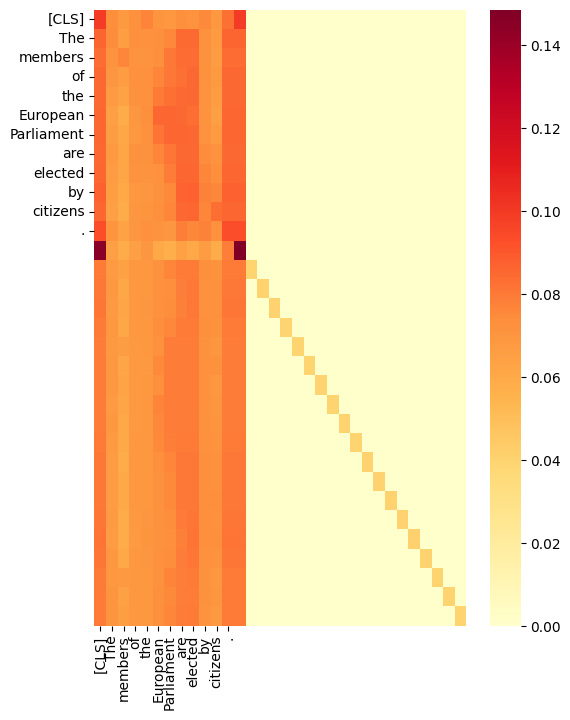 [CLS]
The
members
of
the
European
Parliament
are
elected
by
citizens
.
[CLS]
The
members
of
the
European
Parliament
are
elected
by
citizens
.
0.14
0.12
0.10
0.08
0.06
0.04
0.02
0.00